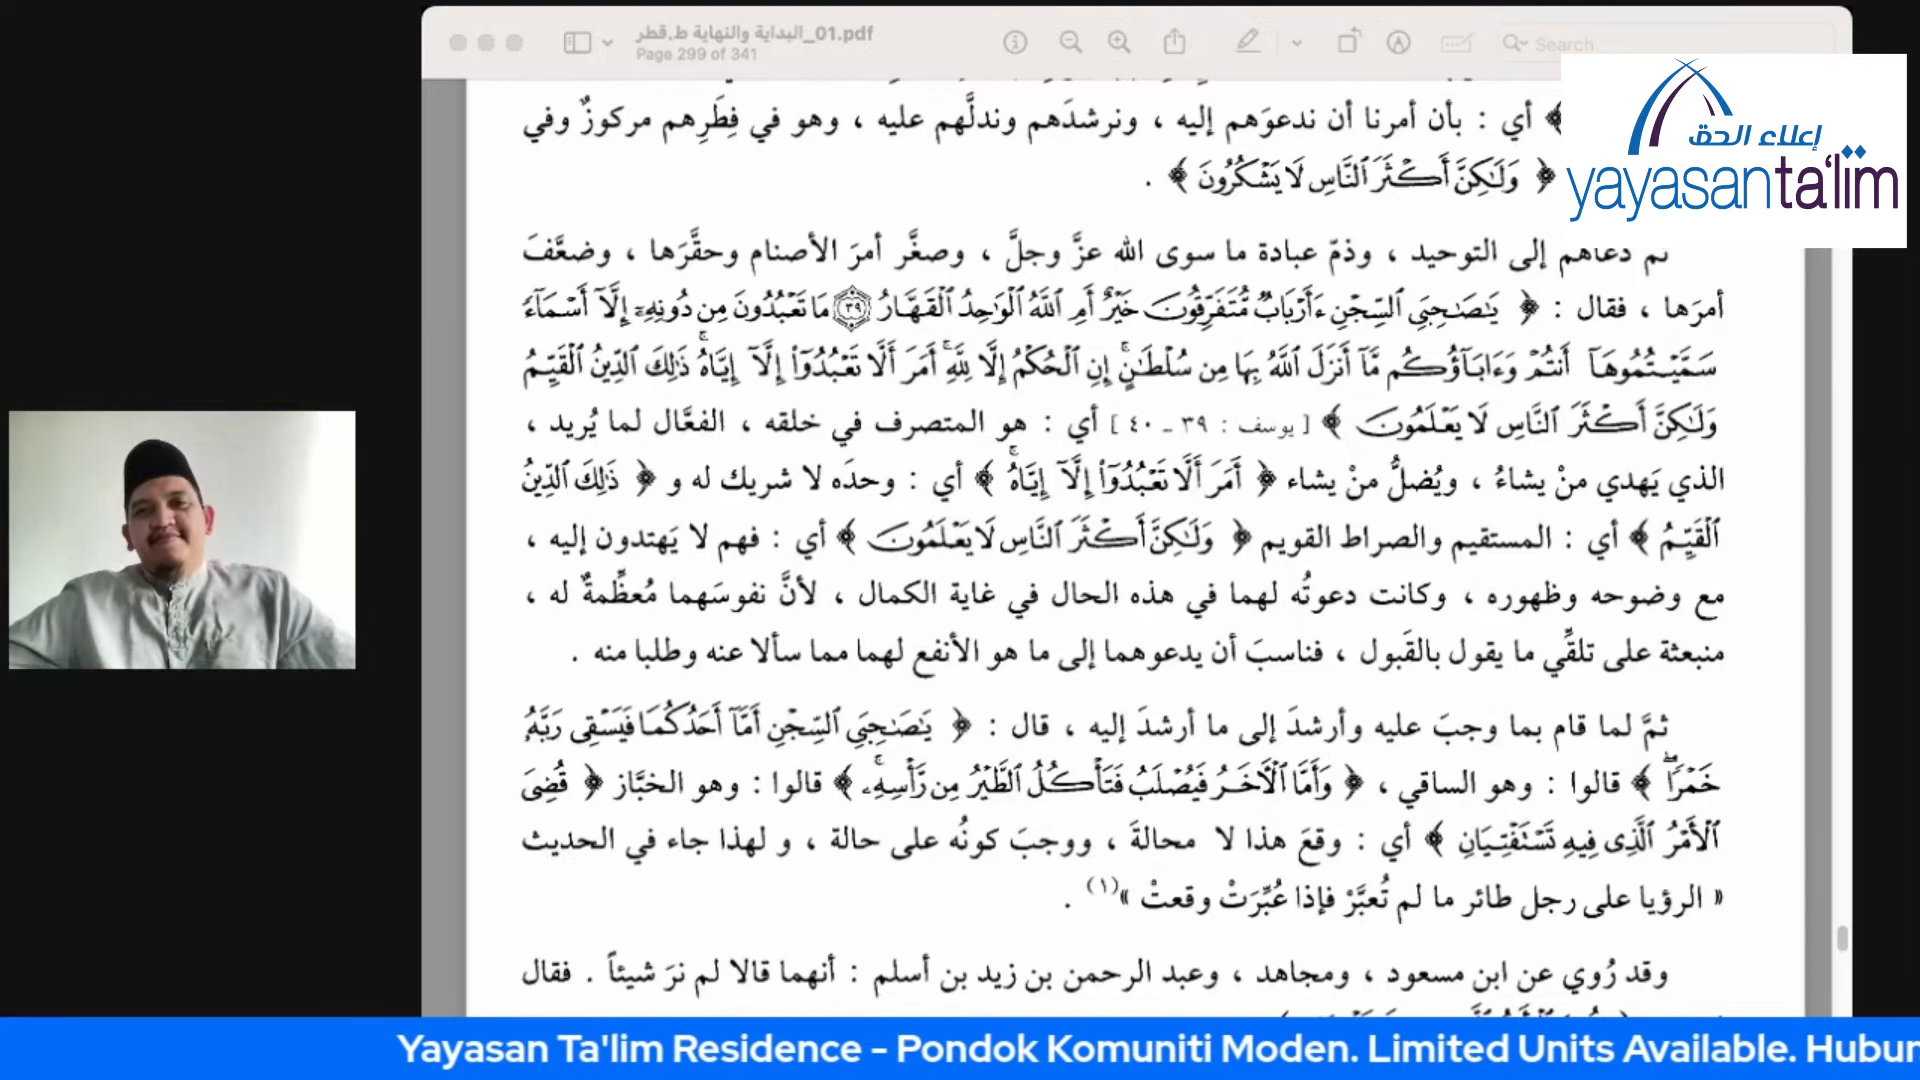 البداية والنهاية ط.قطر_01.pdf
Page 299 of 341
Search
إعلاء الحق
yayasanta'lim
﴾ أي : بأن أمرنا أن ندعوَهم إليه ، ونرشدَهم وندلَّهم عليه ، وهو في فِطَرِهم مركوزٌ وفي
﴿ وَلَـٰكِنَّ أَكۡثَرَ ٱلنَّاسِ لَا يَشۡكُرُونَ ﴾ .
ثم دعاهم إلى التوحيد ، وذمّ عبادة ما سوى الله عزَّ وجلَّ ، وصغَّر أمرَ الأصنام وحقَّرَها ، وضعَّفَ
أمرَها ، فقال : ﴿ يَـٰصَـٰحِبَىِ ٱلسِّجۡنِ ءَأَرۡبَابٌ مُّتَفَرِّقُونَ خَيۡرٌ أَمِ ٱللَّهُ ٱلۡوَٰحِدُ ٱلۡقَهَّارُ ٣٩ مَا تَعۡبُدُونَ مِن دُونِهِۦٓ إِلَّآ أَسۡمَآءً
سَمَّيۡتُمُوهَآ أَنتُمۡ وَءَابَآؤُكُم مَّآ أَنزَلَ ٱللَّهُ بِهَا مِن سُلۡطَـٰنٍۚ إِنِ ٱلۡحُكۡمُ إِلَّا لِلَّهِۚ أَمَرَ أَلَّا تَعۡبُدُوٓاْ إِلَّآ إِيَّاهُۚ ذَٰلِكَ ٱلدِّينُ ٱلۡقَيِّمُ
وَلَـٰكِنَّ أَكۡثَرَ ٱلنَّاسِ لَا يَعۡلَمُونَ ﴾ [ يوسف : ٣٩ ـ ٤٠ ] أي : هو المتصرف في خلقه ، الفعَّال لما يُريد ،
الذي يَهدي منْ يشاءُ ، ويُضلُّ منْ يشاء ﴿ أَمَرَ أَلَّا تَعۡبُدُوٓاْ إِلَّآ إِيَّاهُۚ ﴾ أي : وحدَه لا شريك له و ﴿ ذَٰلِكَ ٱلدِّينُ
ٱلۡقَيِّمُ ﴾ أي : المستقيم والصراط القويم ﴿ وَلَـٰكِنَّ أَكۡثَرَ ٱلنَّاسِ لَا يَعۡلَمُونَ ﴾ أي : فهم لا يَهتدون إليه ،
مع وضوحه وظهوره ، وكانت دعوتُه لهما في هذه الحال في غاية الكمال ، لأنَّ نفوسَهما مُعظِّمةٌ له ،
منبعثة على تلقِّي ما يقول بالقَبول ، فناسبَ أن يدعوهما إلى ما هو الأنفع لهما مما سألا عنه وطلبا منه .
ثمَّ لما قام بما وجبَ عليه وأرشدَ إلى ما أرشدَ إليه ، قال : ﴿ يَـٰصَـٰحِبَىِ ٱلسِّجۡنِ أَمَّآ أَحَدُكُمَا فَيَسۡقِى رَبَّهُۥ
خَمۡرٗاۖ ﴾ قالوا : وهو الساقي ، ﴿ وَأَمَّا ٱلۡأَخَرُ فَيُصۡلَبُ فَتَأۡكُلُ ٱلطَّيۡرُ مِن رَّأۡسِهِۦۚ ﴾ قالوا : وهو الخبَّاز ﴿ قُضِىَ
ٱلۡأَمۡرُ ٱلَّذِى فِيهِ تَسۡتَفۡتِيَانِ ﴾ أي : وقعَ هذا لا محالةَ ، ووجبَ كونُه على حالة ، و لهذا جاء في الحديث
« الرؤيا على رجل طائر ما لم تُعبَّرْ فإذا عُبِّرَتْ وقعتْ »(١) .
وقد رُوي عن ابن مسعود ، ومجاهد ، وعبد الرحمن بن زيد بن أسلم : أنهما قالا لم نرَ شيئاً . فقال
Yayasan Ta'lim Residence - Pondok Komuniti Moden. Limited Units Available. Hubun